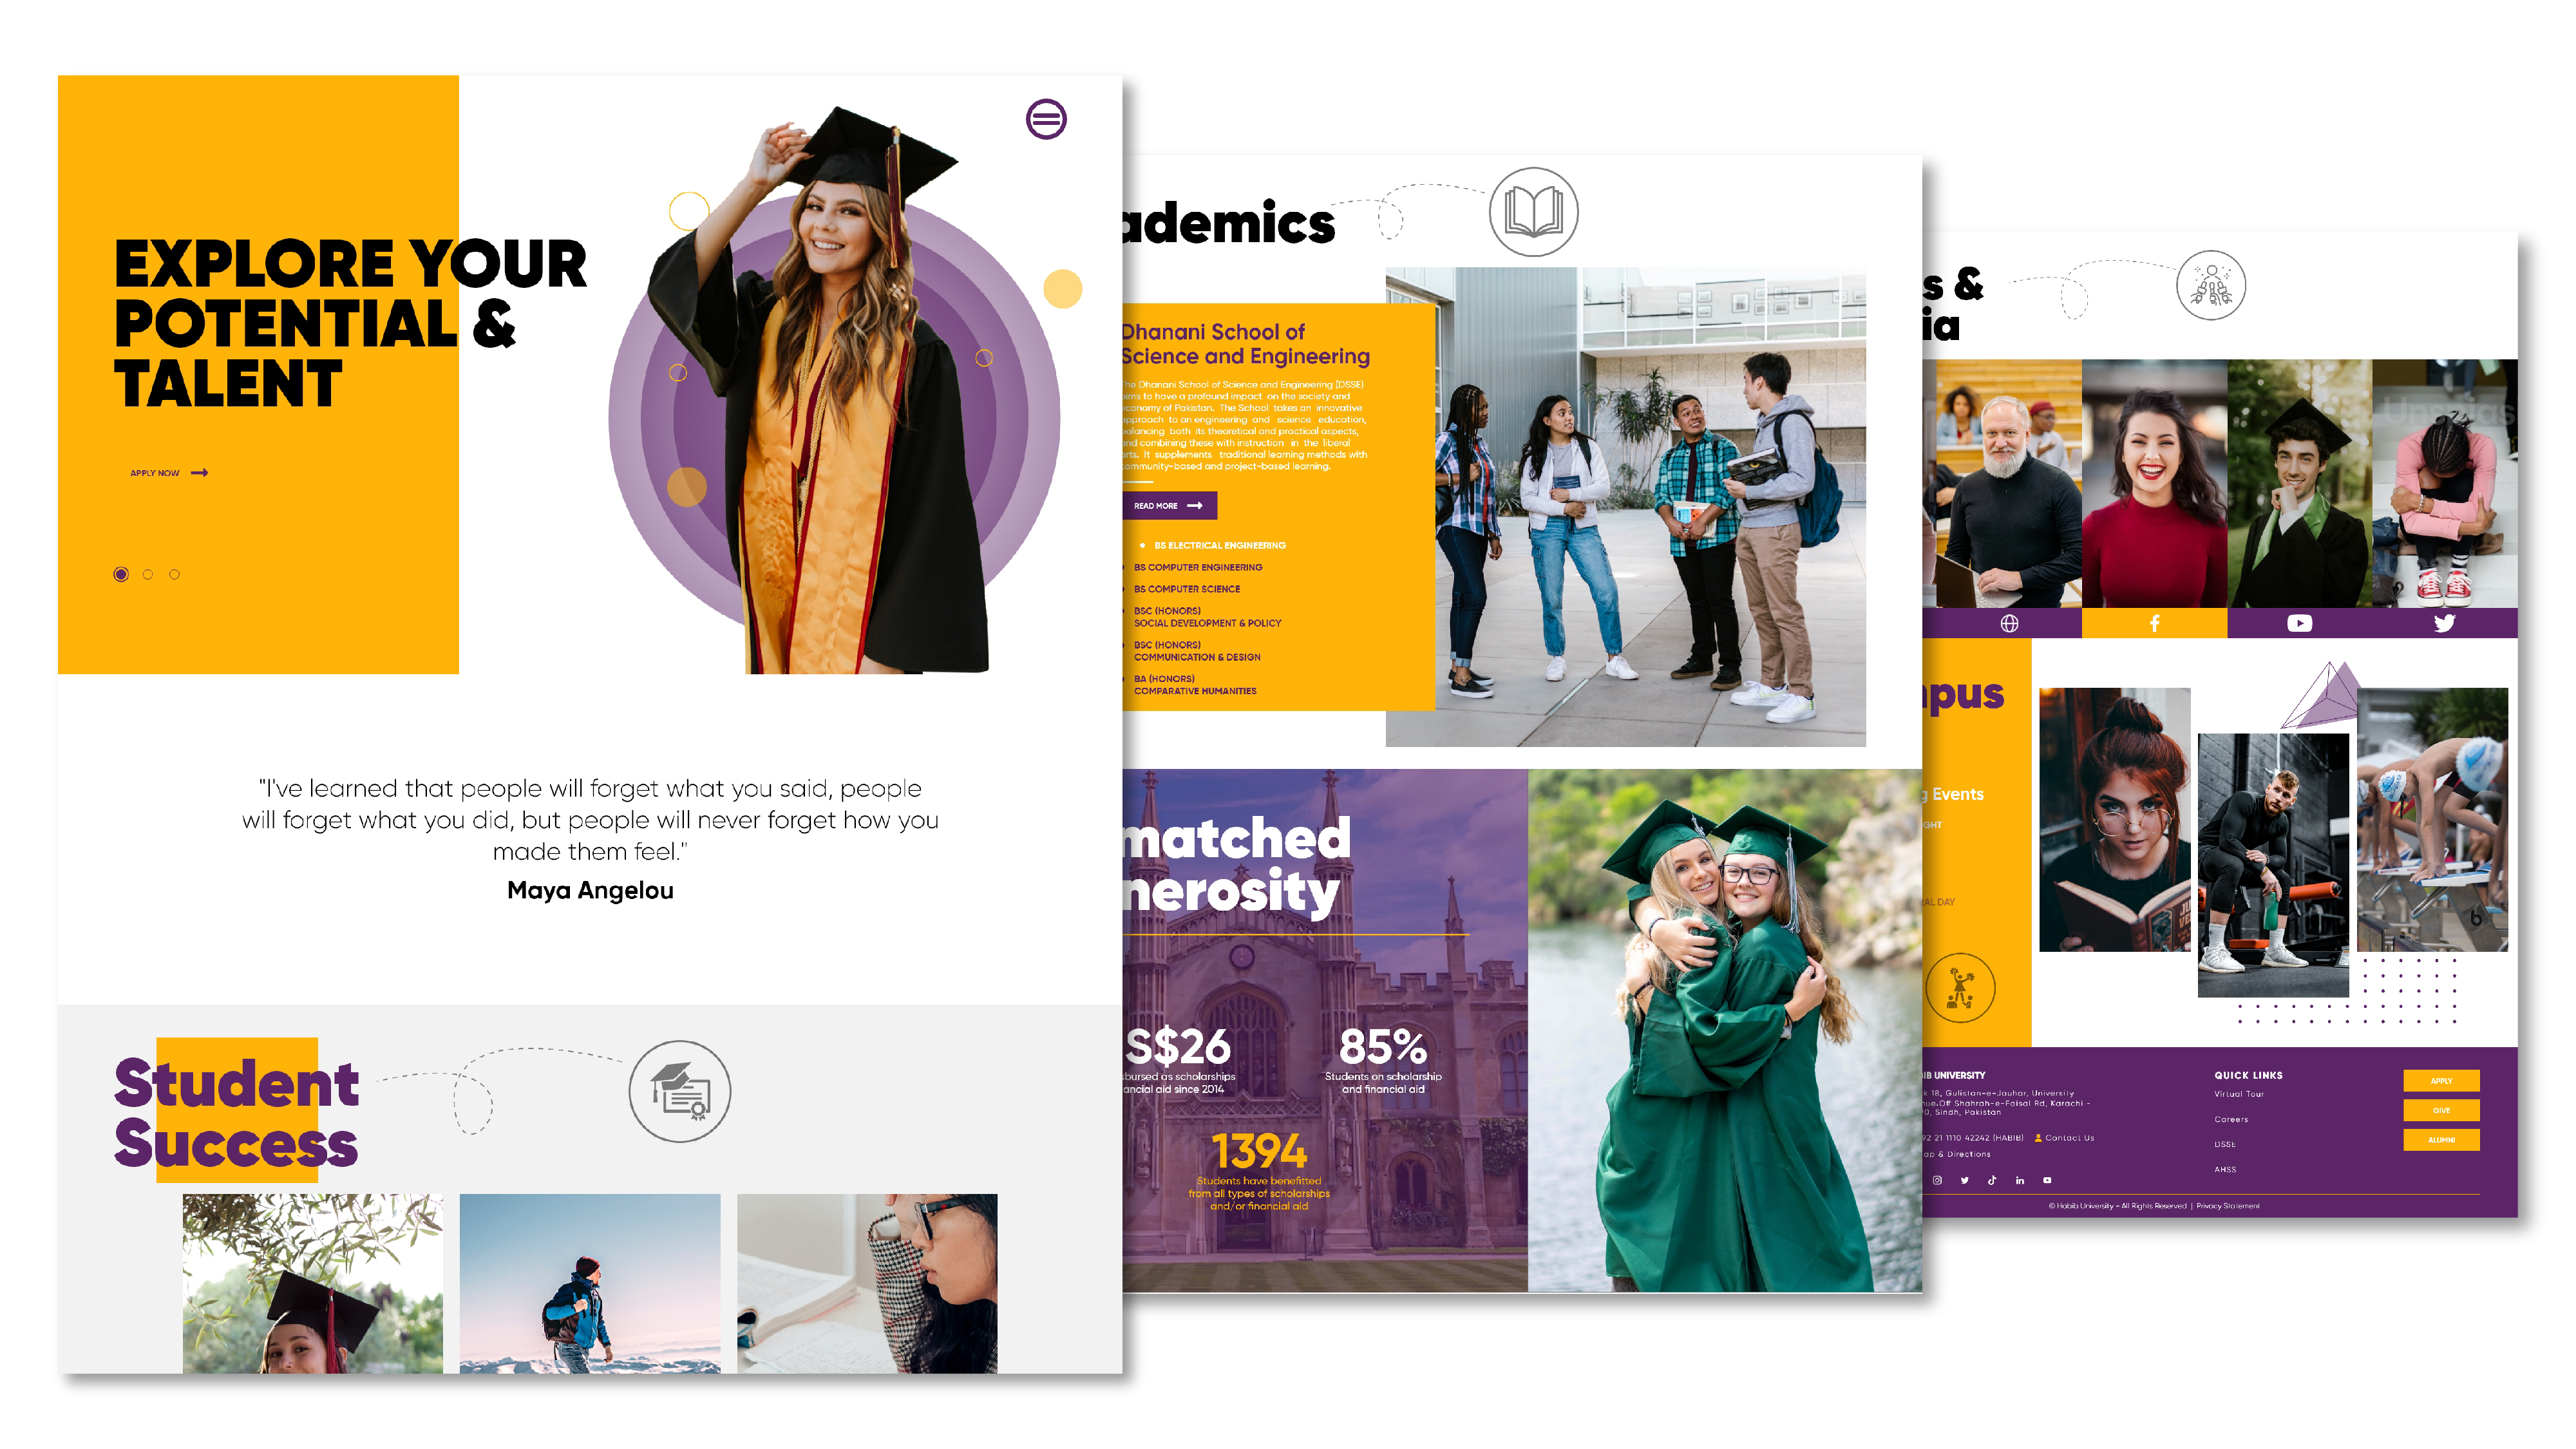 EXPLORE YOUR
POTENTIAL &
TALENT
APPLY NOW
"I've learned that people will forget what you said, people
will forget what you did, but people will never forget how you
made them feel."
Maya Angelou
Student
Success
ademics
Dhanani School of
Science and Engineering
The Dhanani School of Science and Engineering (DSSE)
aims to have a profound impact on the society and
economy of Pakistan. The School takes an innovative
approach to an engineering and science education,
balancing both its theoretical and practical aspects,
and combining these with instruction in the liberal
arts. It supplements traditional learning methods with
community-based and project-based learning.
READ MORE
BS ELECTRICAL ENGINEERING
BS COMPUTER ENGINEERING
BS COMPUTER SCIENCE
BSC (HONORS)
SOCIAL DEVELOPMENT & POLICY
BSC (HONORS)
COMMUNICATION & DESIGN
BA (HONORS)
COMPARATIVE HUMANITIES
matched
nerosity
S$26
sbursed as scholarships
ancial aid since 2014
85%
Students on scholarship
and financial aid
1394
Students have benefitted
from all types of scholarships
and/or financial aid
s &
ia
pus
g Events
GHT
AL DAY
IB UNIVERSITY
k 18, Gulistan-e-Jauhar, University
nue,Off Shahrah-e-Faisal Rd, Karachi -
0, Sindh, Pakistan
92 21 1110 42242 (HABIB) Contact Us
ap & Directions
QUICK LINKS
Virtual Tour
Careers
DSSE
AHSS
APPLY
GIVE
ALUMNI
© Habib University - All Rights Reserved | Privacy Statement